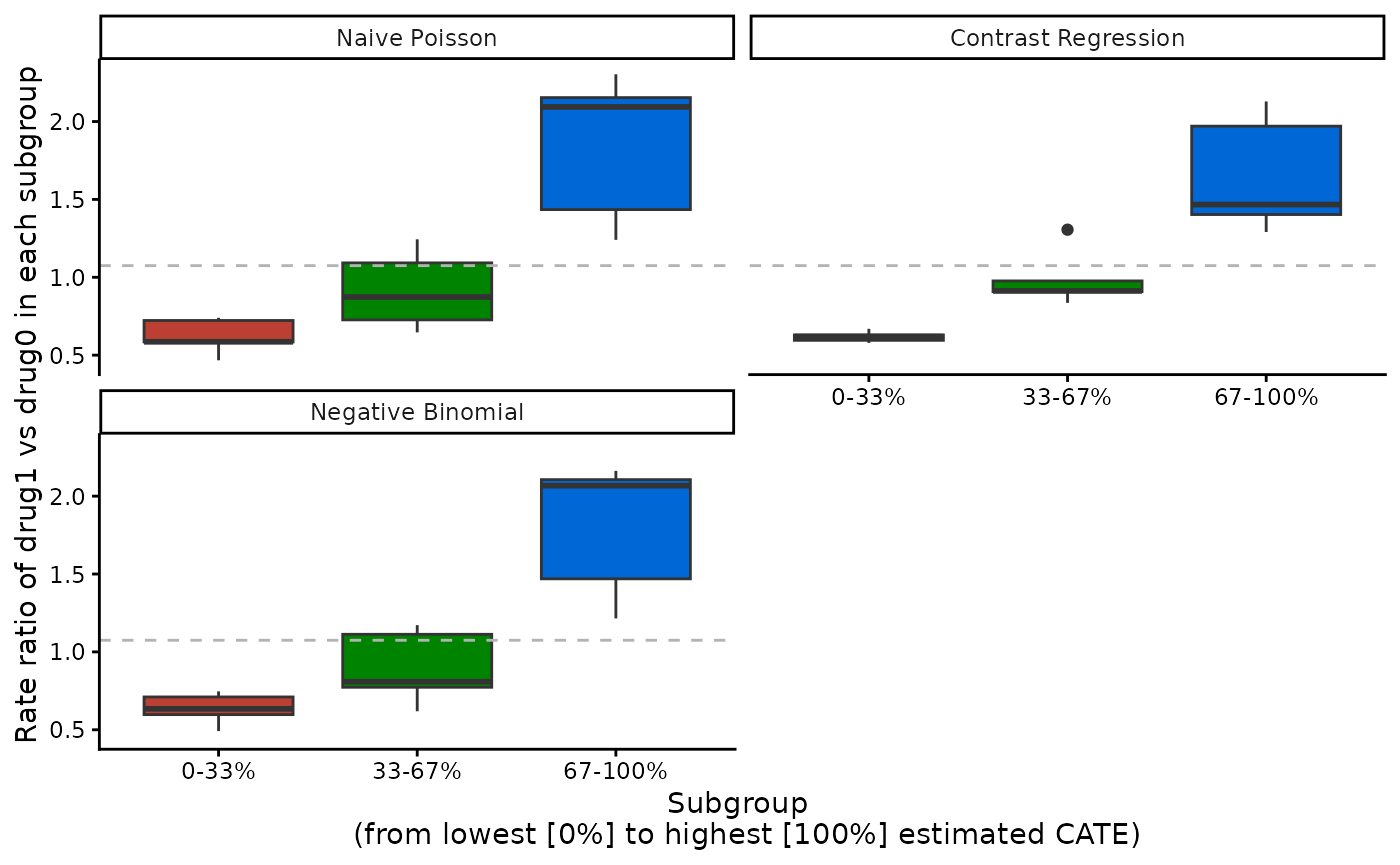 Naive Poisson
Contrast Regression
Rate ratio of drug1 vs drug0 in each subgroup
2.0
1.5
1.0
0.5
0-33%
33-67%
67-100%
Negative Binomial
2.0
1.5
1.0
0.5
0-33%
33-67%
67-100%
Subgroup
(from lowest [0%] to highest [100%] estimated CATE)